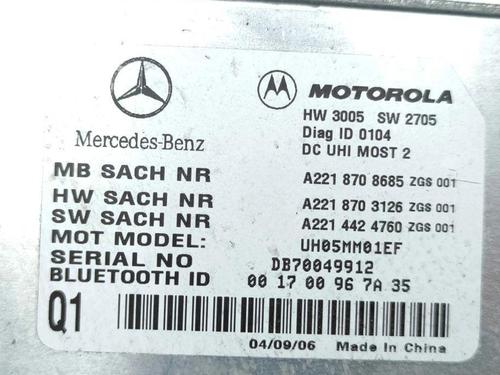 MOTOROLA
HW 3005 SW 2705
Diag ID 0104
DC UHI MOST 2
Mercedes-Benz
MB SACH NR A221 870 8685 ZGS 001
HW SACH NR A221 870 3126 ZGS 001
SW SACH NR A221 442 4760 ZGS 001
MOT MODEL: UH05MM01EF
SERIAL NO DB70049912
BLUETOOTH ID 00 17 00 96 7A 35
Q1
04/09/06 Made In China